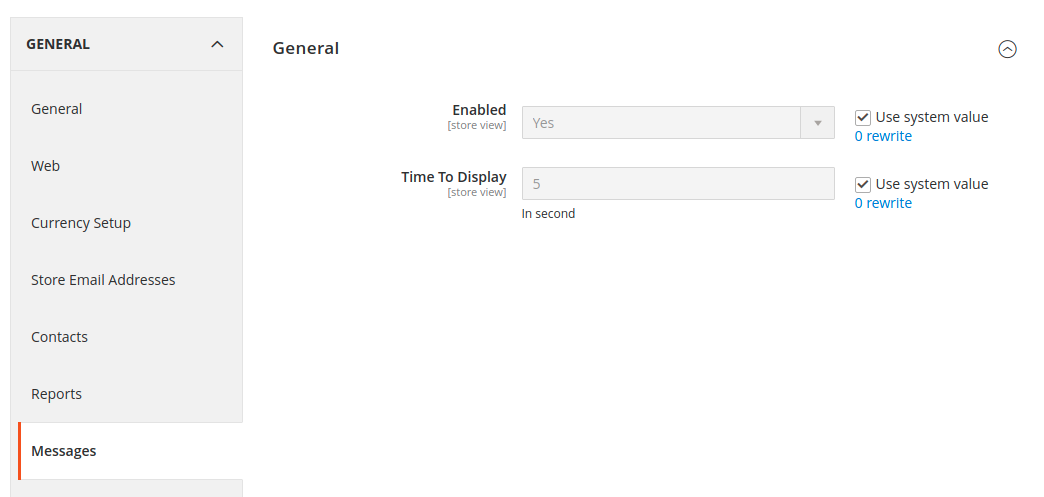 GENERAL
General
Web
Currency Setup
Store Email Addresses
Contacts
Reports
Messages
General
Enabled
[store view]
Yes
Use system value
0 rewrite
Time To Display
[store view]
5
In second
Use system value
0 rewrite